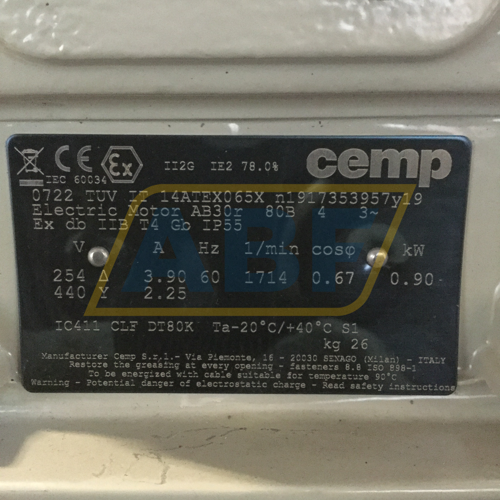 CE Ex II2G IE2 78.0% cemp
IEC 60034
0722 TUV IT 14ATEX065X n1917353957y19
Electric Motor AB30r 80B 4 3~
Ex db IIB T4 Gb IP55
V A Hz 1/min cosφ kW
254 Δ 3.90 60 1714 0.67 0.90
440 Y 2.25
IC411 CLF DT80K Ta-20°C/+40°C S1
kg 26
Manufacturer Cemp S.r.l.- Via Piemonte, 16 - 20030 SENAGO (Milan) - ITALY
Restore the greasing at every opening - fasteners 8.8 ISO 898-1
To be energized with cable suitable for temperature 90°C
Warning - Potential danger of electrostatic charge - Read safety instructions
ABF